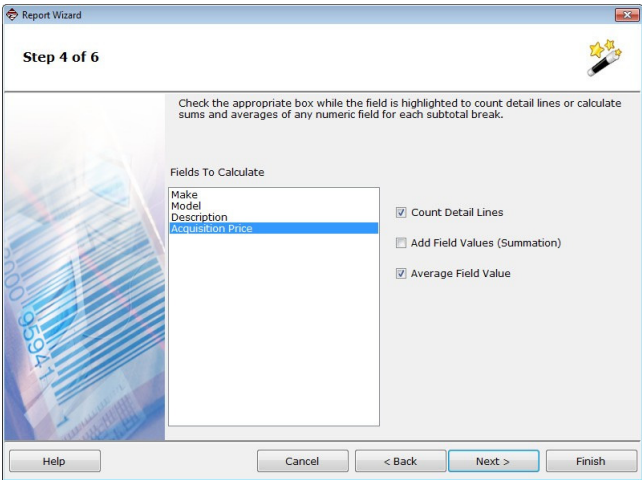 Report Wizard
Step 4 of 6
Check the appropriate box while the field is highlighted to count detail lines or calculate
sums and averages of any numeric field for each subtotal break.
Fields To Calculate
Make
Model
Description
Acquisition Price
Count Detail Lines
Add Field Values (Summation)
Average Field Value
Help
Cancel
< Back
Next >
Finish